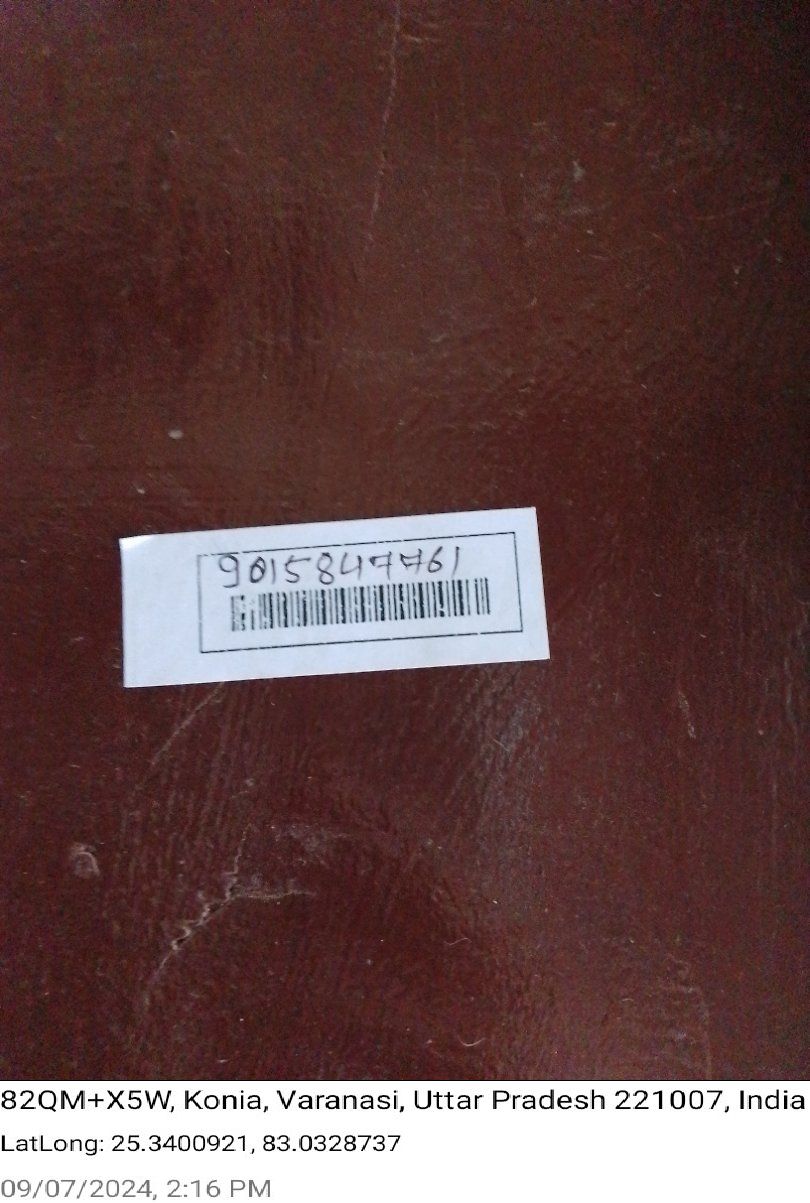 9015847761
82QM+X5W, Konia, Varanasi, Uttar Pradesh 221007, India
LatLong: 25.3400921, 83.0328737
09/07/2024, 2:16 PM